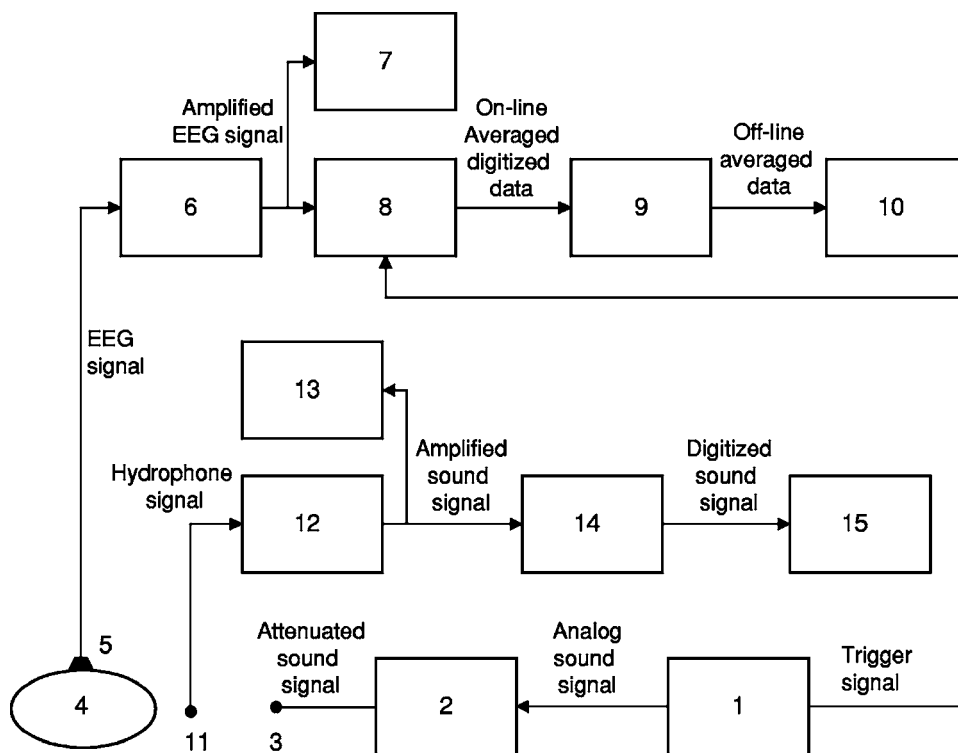 7
Amplified
EEG signal
On-line
Averaged
digitized
data
Off-line
averaged
data
6
8
9
10
EEG
signal
13
Hydrophone
signal
Amplified
sound
signal
Digitized
sound
signal
12
14
15
5
4
11
3
Attenuated
sound
signal
2
Analog
sound
signal
1
Trigger
signal